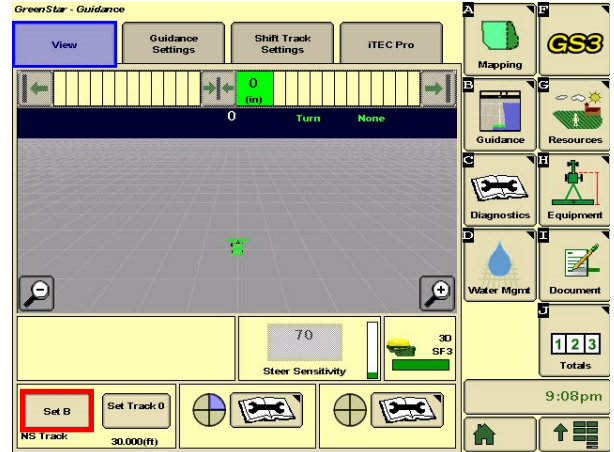 GreenStar - Guidance
View
Guidance
Settings
Shift Track
Settings
iTEC Pro
0
(in)
0
Turn
None
70
Steer Sensitivity
3D
SF3
Set B
Set Track 0
NS Track
30.000(ft)
A
Mapping
F
GS3
B
Guidance
G
Resources
C
Diagnostics
H
Equipment
D
Water Mgmt
I
Document
J
1 2 3
Totals
9:08pm